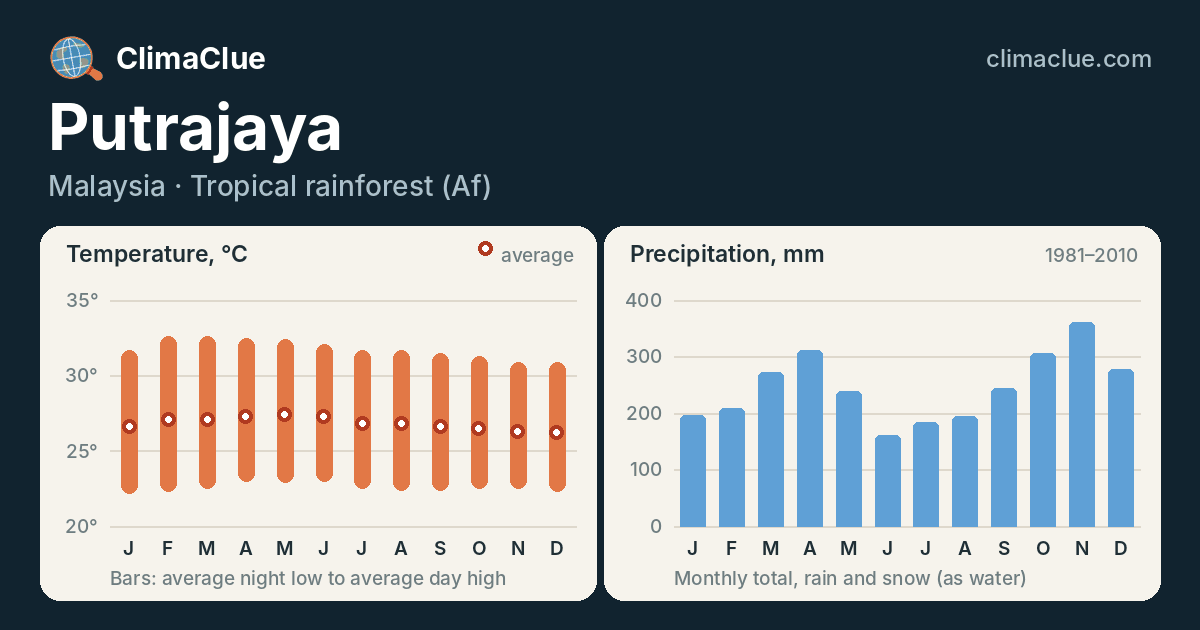 ClimaClue
climaclue.com
Putrajaya
Malaysia · Tropical rainforest (Af)
Temperature, °C
average
35°
30°
25°
20°
J F M A M J J A S O N D
Bars: average night low to average day high
Precipitation, mm
1981–2010
400
300
200
100
0
J F M A M J J A S O N D
Monthly total, rain and snow (as water)